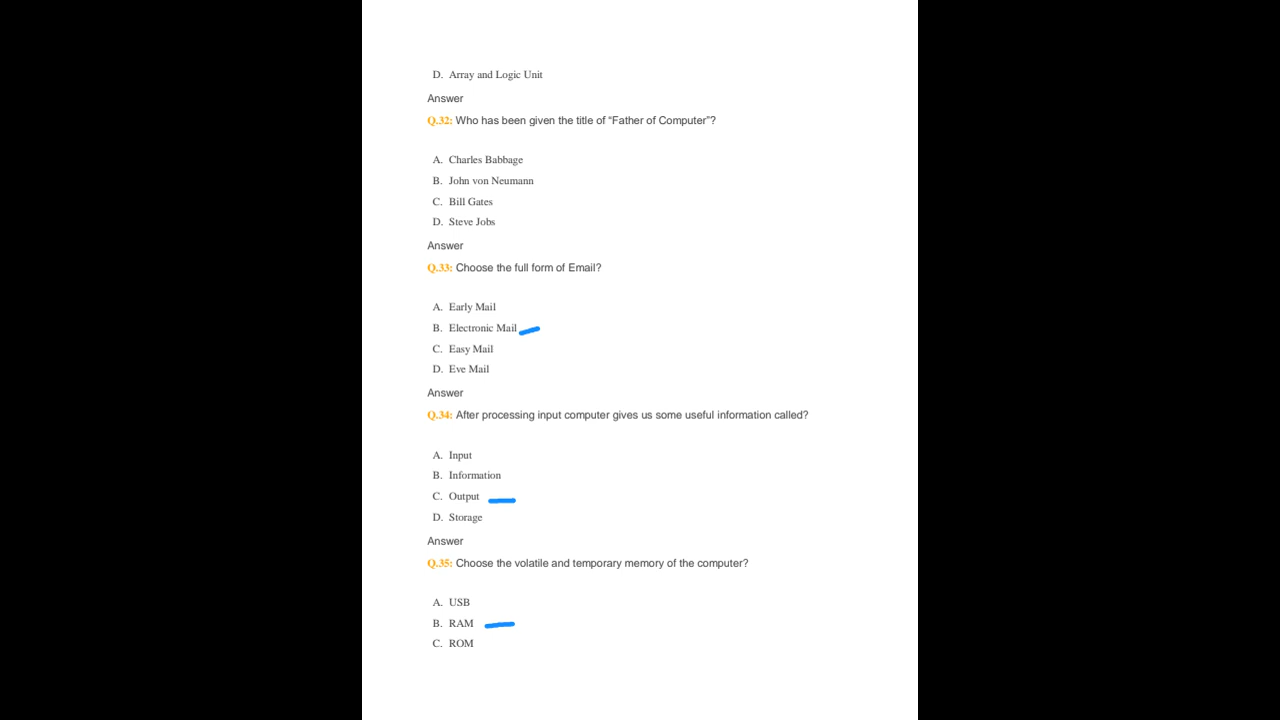 D. Array and Logic Unit
Answer
Q.32: Who has been given the title of “Father of Computer”?
A. Charles Babbage
B. John von Neumann
C. Bill Gates
D. Steve Jobs
Answer
Q.33: Choose the full form of Email?
A. Early Mail
B. Electronic Mail
C. Easy Mail
D. Eve Mail
Answer
Q.34: After processing input computer gives us some useful information called?
A. Input
B. Information
C. Output
D. Storage
Answer
Q.35: Choose the volatile and temporary memory of the computer?
A. USB
B. RAM
C. ROM